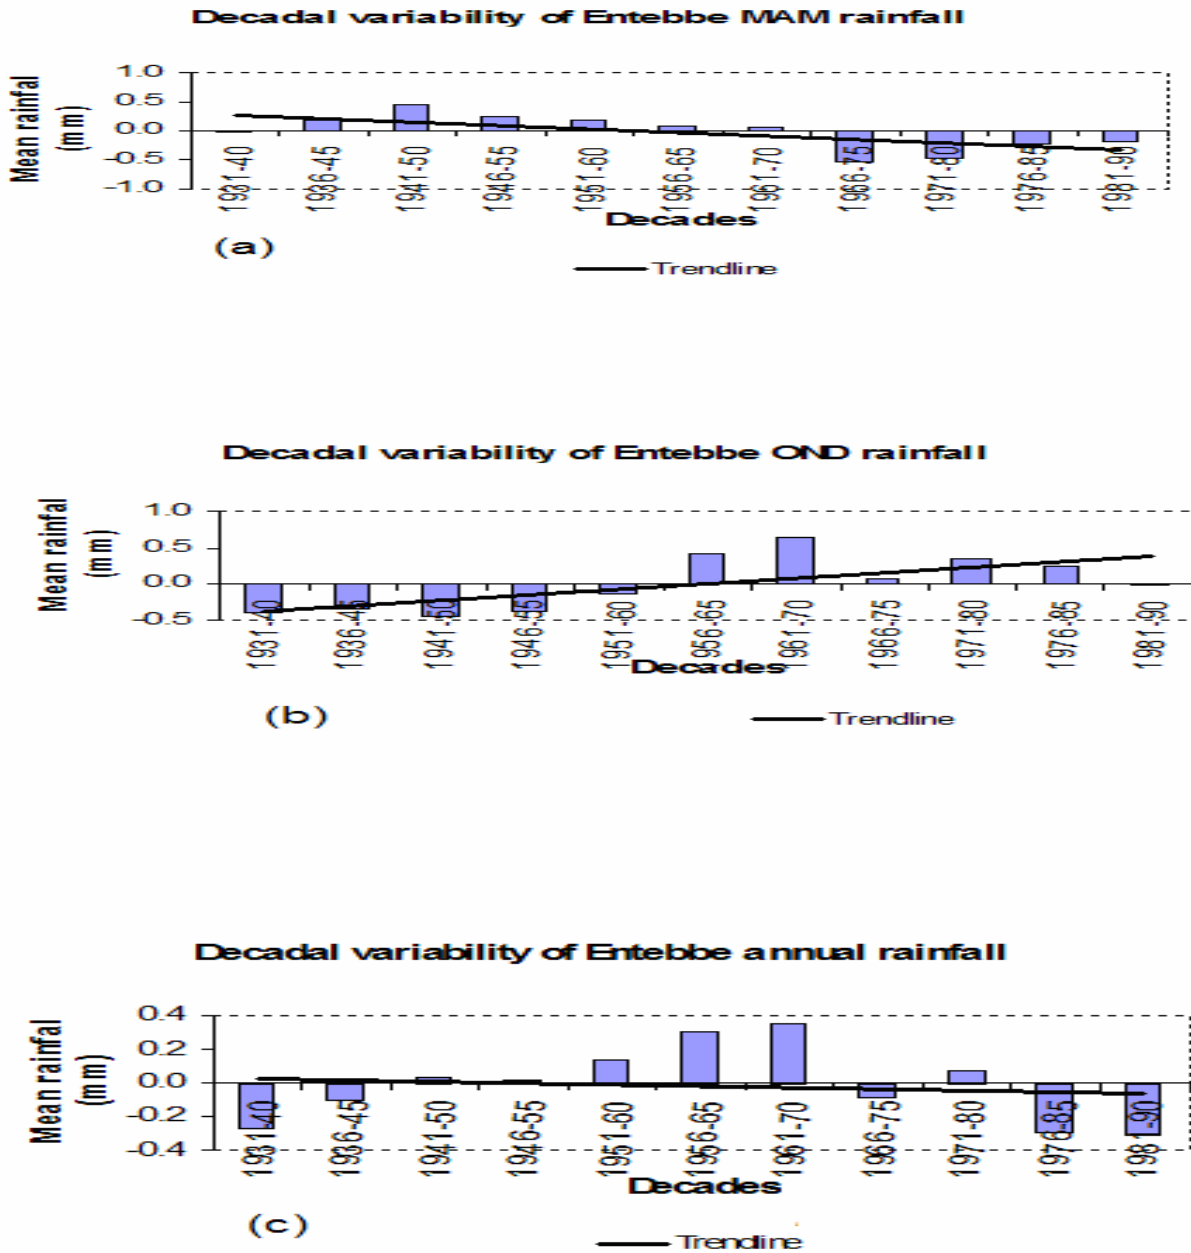 Decadal variability of Entebbe MAM rainfall
Mean rainfal
(mm)
1.0
0.5
0.0
-0.5
-1.0
1931-40
1936-45
1941-50
1946-55
1951-60
1956-65
1961-70
1966-75
1971-80
1976-85
1981-90
Decades
(a)
Trendline
Decadal variability of Entebbe OND rainfall
Mean rainfal
(mm)
1.0
0.5
0.0
-0.5
1931-40
1936-45
1941-50
1946-55
1951-60
1956-65
1961-70
1966-75
1971-80
1976-85
1981-90
Decades
(b)
Trendline
Decadal variability of Entebbe annual rainfall
Mean rainfal
(mm)
0.4
0.2
0.0
-0.2
-0.4
1931-40
1936-45
1941-50
1946-55
1951-60
1956-65
1961-70
1966-75
1971-80
1976-85
1981-90
Decades
(c)
Trendline